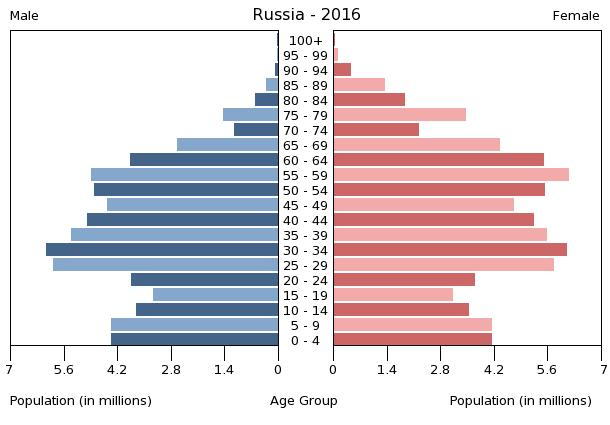 Russia - 2016
Male
Female
100+
95 - 99
90 - 94
85 - 89
80 - 84
75 - 79
70 - 74
65 - 69
60 - 64
55 - 59
50 - 54
45 - 49
40 - 44
35 - 39
30 - 34
25 - 29
20 - 24
15 - 19
10 - 14
5 - 9
0 - 4
7 5.6 4.2 2.8 1.4 0 0 1.4 2.8 4.2 5.6 7
Population (in millions) Age Group Population (in millions)